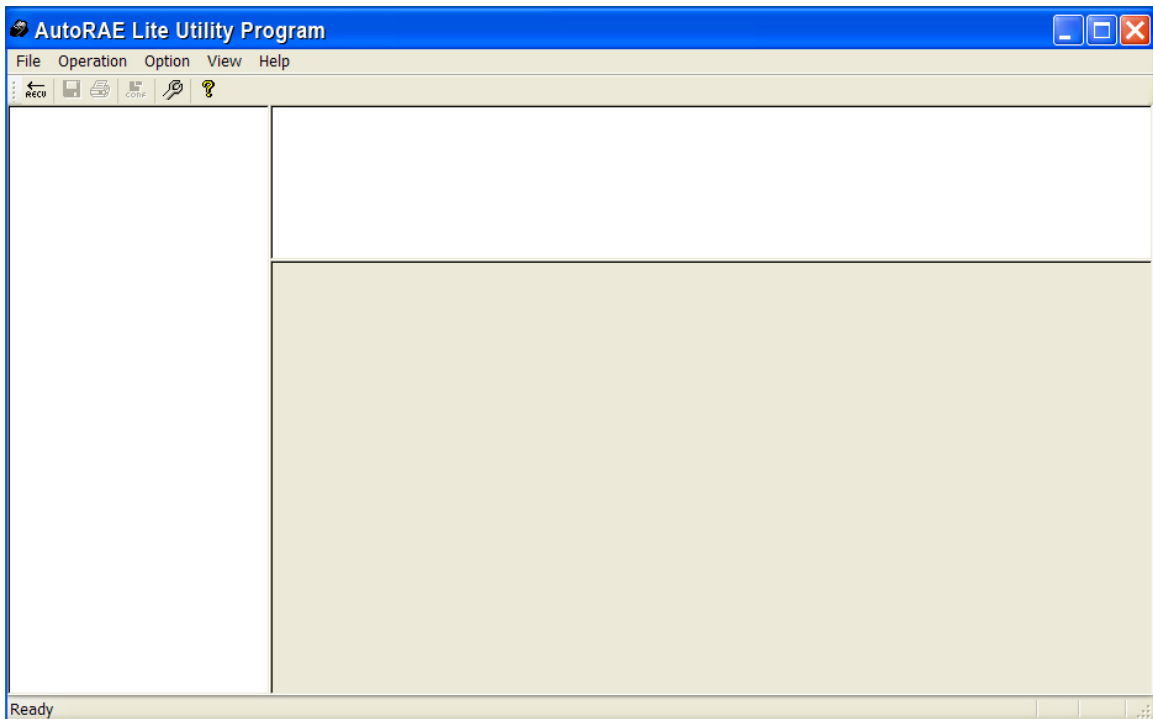 AutoRAE Lite Utility Program
File Operation Option View Help
RECV CONF ?
Ready